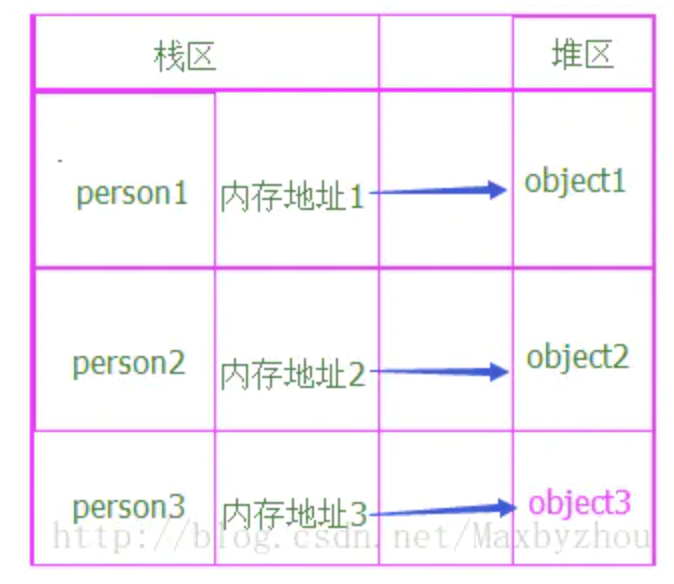 栈区 堆区
person1 内存地址1 object1
person2 内存地址2 object2
person3 内存地址3 object3
http://blog.csdn.net/Maxbyzhou